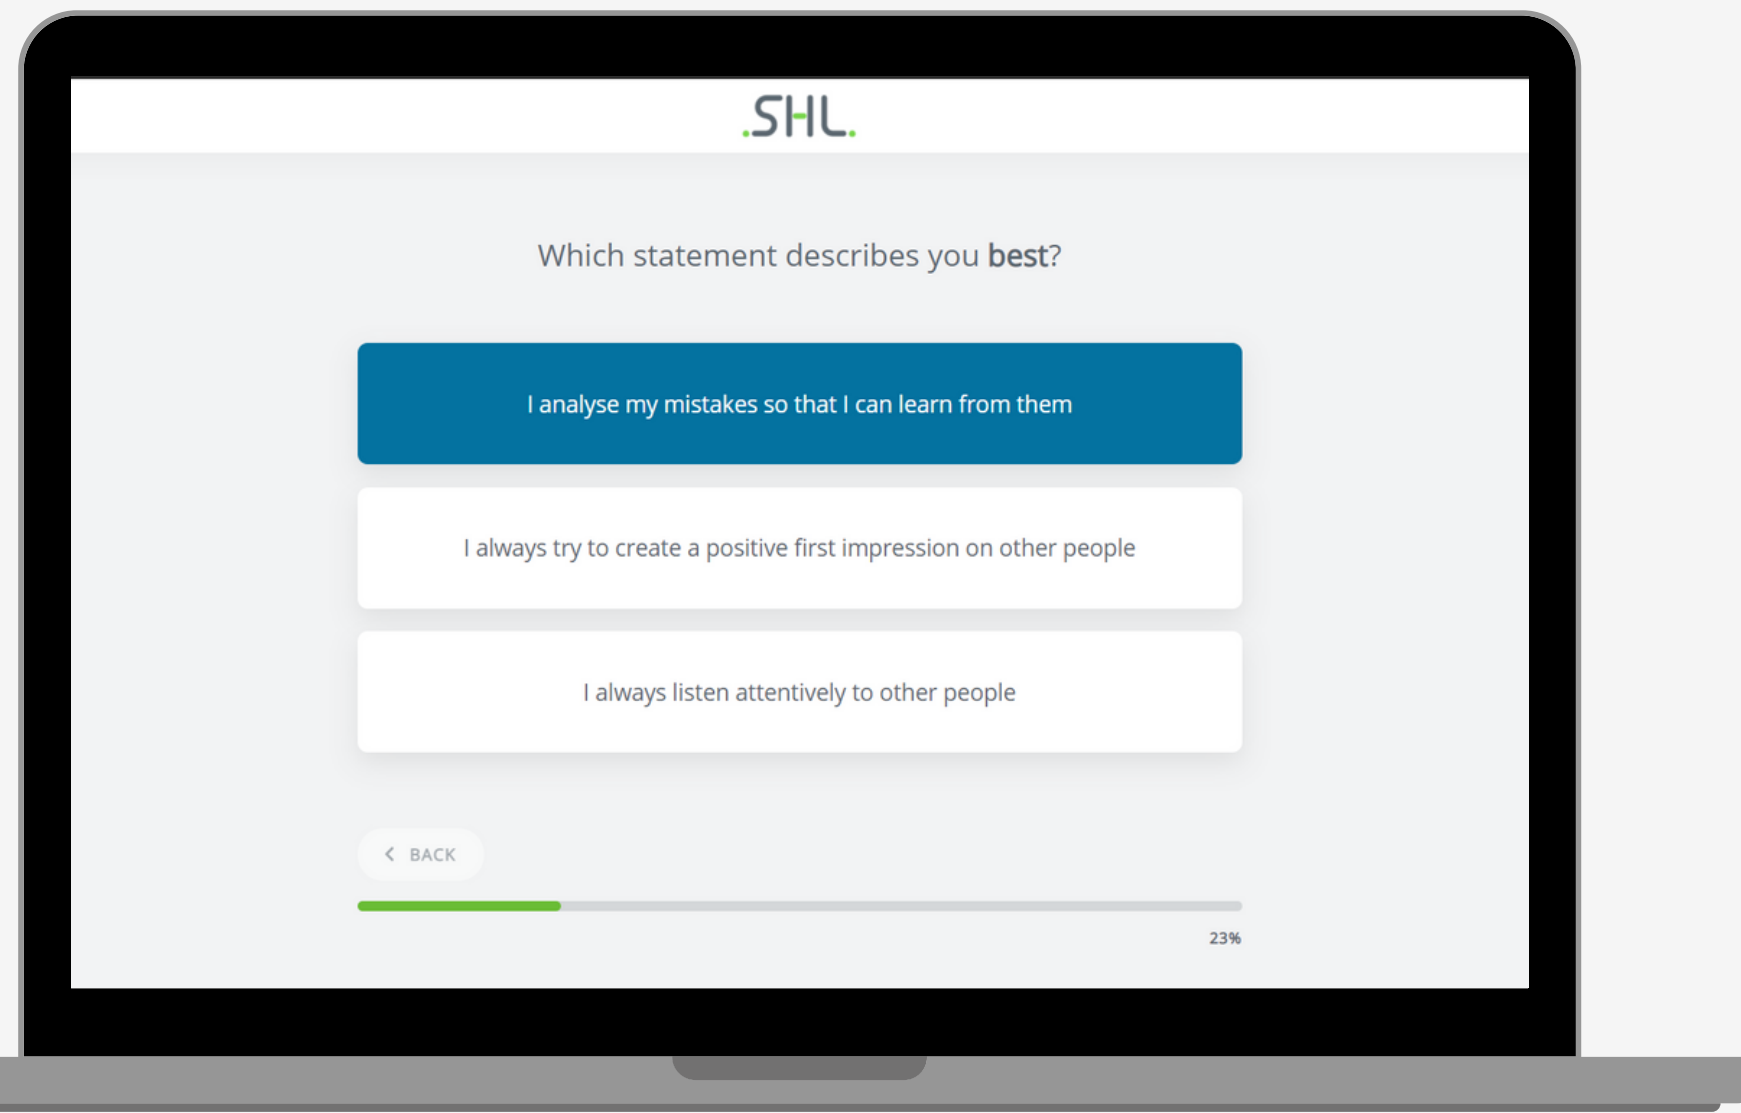 .SHL.
Which statement describes you best?
I analyse my mistakes so that I can learn from them
I always try to create a positive first impression on other people
I always listen attentively to other people
BACK
23%